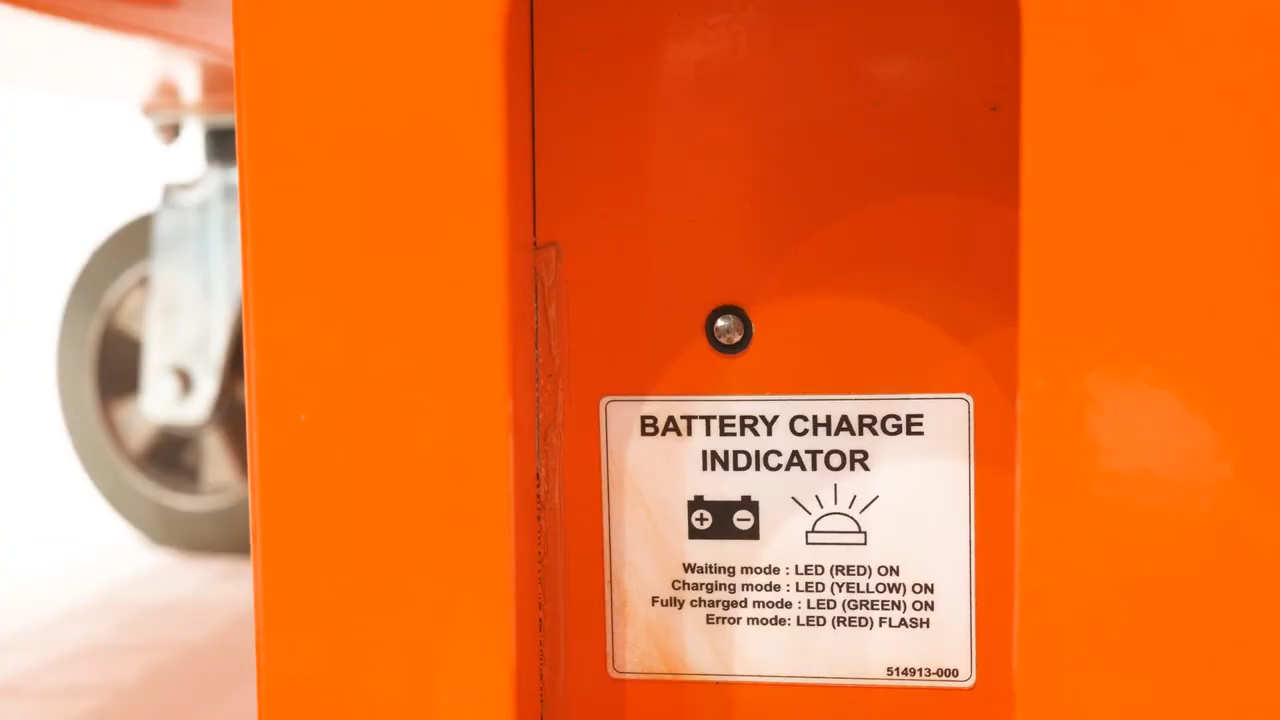 BATTERY CHARGE
INDICATOR
Waiting mode : LED (RED) ON
Charging mode : LED (YELLOW) ON
Fully charged mode : LED (GREEN) ON
Error mode: LED (RED) FLASH
514913-000